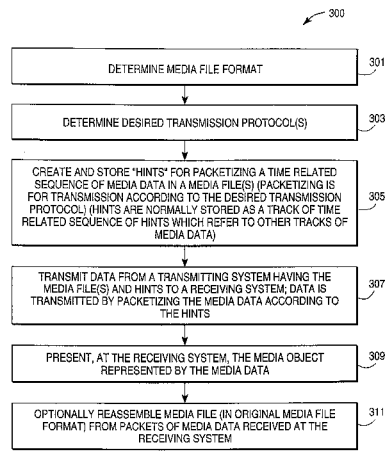 300
DETERMINE MEDIA FILE FORMAT
301
DETERMINE DESIRED TRANSMISSION PROTOCOL(S)
303
CREATE AND STORE "HINTS" FOR PACKETIZING A TIME RELATED
SEQUENCE OF MEDIA DATA IN A MEDIA FILE(S) (PACKETIZING IS
FOR TRANSMISSION ACCORDING TO THE DESIRED TRANSMISSION
PROTOCOL) (HINTS ARE NORMALLY STORED AS A TRACK OF TIME
RELATED SEQUENCE OF HINTS WHICH REFER TO OTHER TRACKS OF
MEDIA DATA)
305
TRANSMIT DATA FROM A TRANSMITTING SYSTEM HAVING THE
MEDIA FILE(S) AND HINTS TO A RECEIVING SYSTEM; DATA IS
TRANSMITTED BY PACKETIZING THE MEDIA DATA ACCORDING TO
THE HINTS
307
PRESENT, AT THE RECEIVING SYSTEM, THE MEDIA OBJECT
REPRESENTED BY THE MEDIA DATA
309
OPTIONALLY REASSEMBLE MEDIA FILE (IN ORIGINAL MEDIA FILE
FORMAT) FROM PACKETS OF MEDIA DATA RECEIVED AT THE
RECEIVING SYSTEM
311